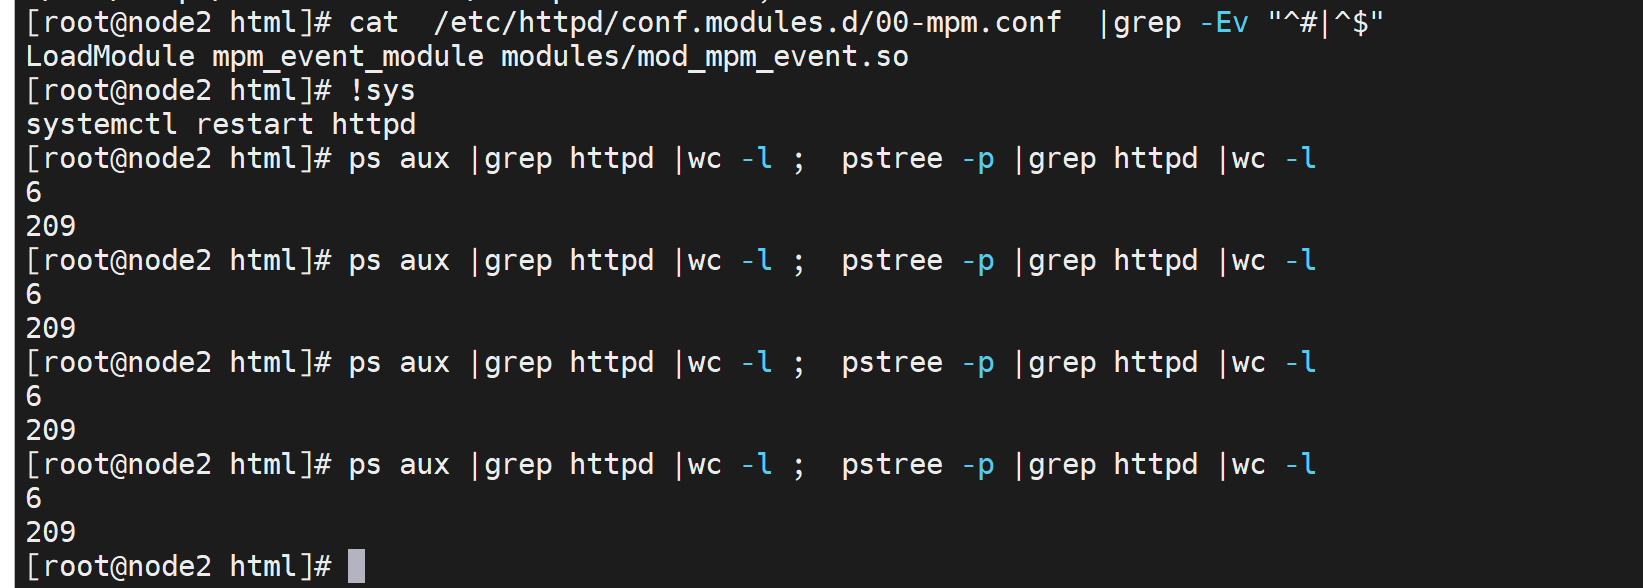 [root@node2 html]# cat  /etc/httpd/conf.modules.d/00-mpm.conf  |grep -Ev "^#|^$"
LoadModule mpm_event_module modules/mod_mpm_event.so
[root@node2 html]# !sys
systemctl restart httpd
[root@node2 html]# ps aux |grep httpd |wc -l ;  pstree -p |grep httpd |wc -l
6
209
[root@node2 html]# ps aux |grep httpd |wc -l ;  pstree -p |grep httpd |wc -l
6
209
[root@node2 html]# ps aux |grep httpd |wc -l ;  pstree -p |grep httpd |wc -l
6
209
[root@node2 html]# ps aux |grep httpd |wc -l ;  pstree -p |grep httpd |wc -l
6
209
[root@node2 html]#